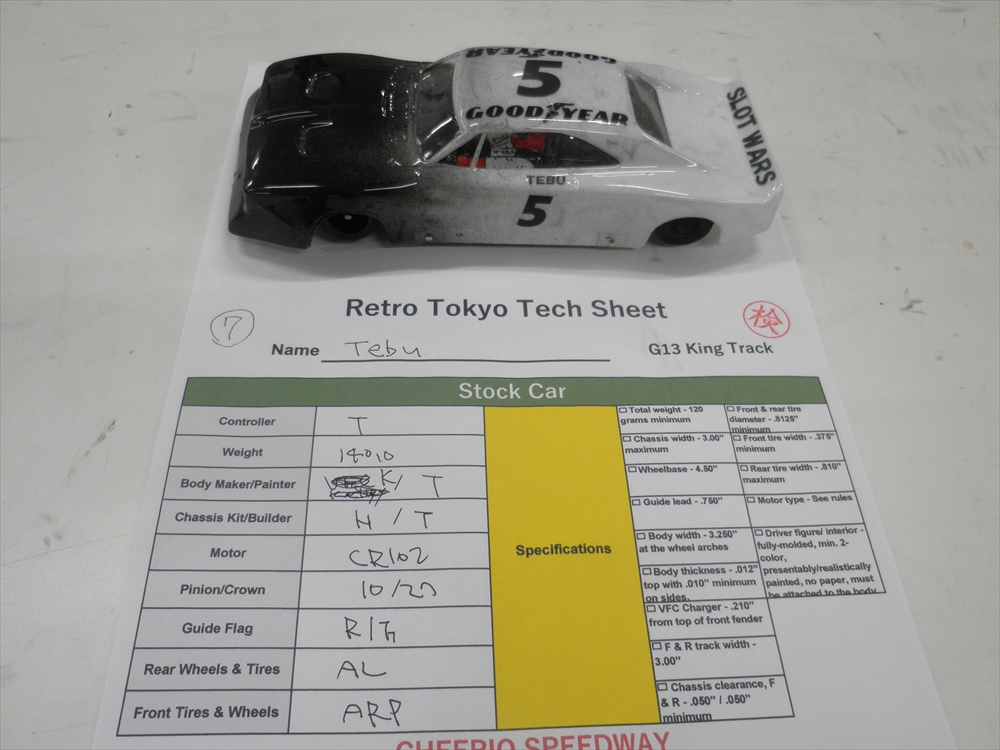 GOODYEAR
5
GOODYEAR
SLOT WARS
TEBU
5
Retro Tokyo Tech Sheet
7
検
Name Tebu
G13 King Track
Stock Car
Controller T
Weight
Body Maker/Painter K/ T
Chassis Kit/Builder H / T
Motor CR102
Pinion/Crown
Guide Flag
Rear Wheels & Tires AL
Front Tires & Wheels ARP
Specifications
Total weight - 120
grams minimum
Chassis width - 3.00"
maximum
Wheelbase - 4.50"
Guide lead - .750"
Body width - 3.250"
at the wheel arches
Body thickness - .012"
top with .010" minimum
on sides.
VFC Charger - .210"
from top of front fender
F & R track width -
3.00"
Chassis clearance, F
& R - .050" / .050"
minimum
Front & rear tire
diameter - .8125"
minimum
Front tire width - .375"
minimum
Rear tire width - .810"
maximum
Motor type - See rules
Driver figure/ interior -
fully-molded, min. 2-
color,
presentably/realistically
painted, no paper, must
be attached to the body
CHEERIO SPEEDWAY